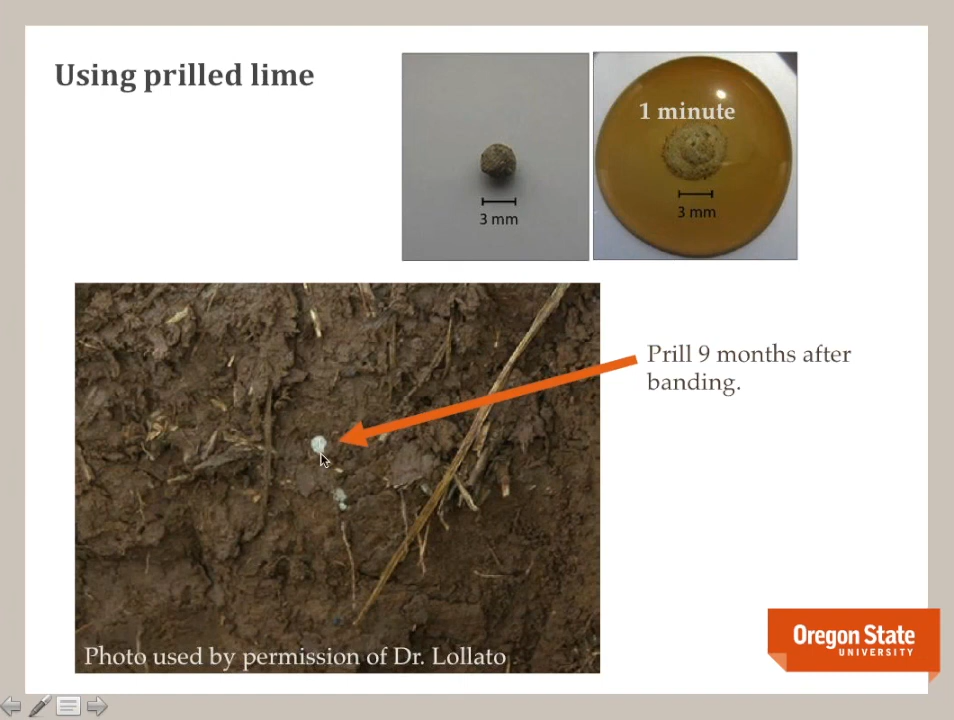 Using prilled lime
1 minute
3 mm
3 mm
Prill 9 months after
banding.
Photo used by permission of Dr. Lollato
Oregon State
UNIVERSITY